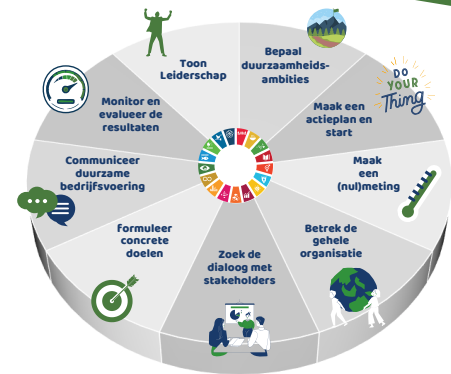 Toon
Leiderschap
Bepaal
duurzaamheids-
ambities
DO
YOUR
Thing
Maak een
actieplan en
start
Maak
een
(nul)meting
Betrek de
gehele
organisatie
Zoek de
dialoog met
stakeholders
formuleer
concrete
doelen
Communiceer
duurzame
bedrijfsvoering
Monitor en
evalueer de
resultaten